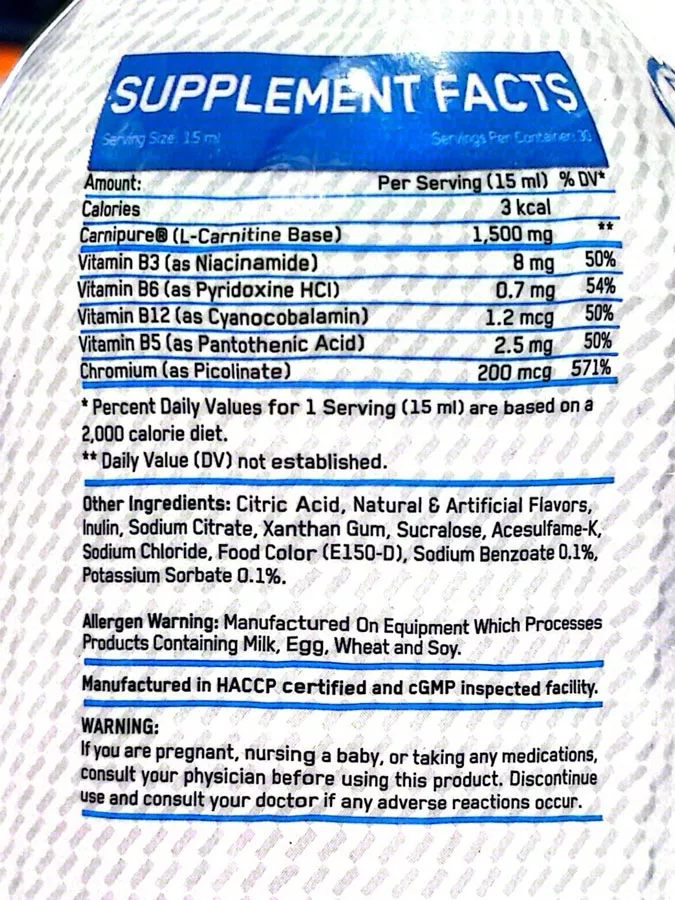 SUPPLEMENT FACTS
Serving Size: 15 ml Servings Per Container: 30
Amount: Per Serving (15 ml) % DV*
Calories 3 kcal
Carnipure® (L-Carnitine Base) 1,500 mg **
Vitamin B3 (as Niacinamide) 8 mg 50%
Vitamin B6 (as Pyridoxine HCl) 0.7 mg 54%
Vitamin B12 (as Cyanocobalamin) 1.2 mcg 50%
Vitamin B5 (as Pantothenic Acid) 2.5 mg 50%
Chromium (as Picolinate) 200 mcg 571%
* Percent Daily Values for 1 Serving (15 ml) are based on a
2,000 calorie diet.
** Daily Value (DV) not established.
Other Ingredients: Citric Acid, Natural & Artificial Flavors,
Inulin, Sodium Citrate, Xanthan Gum, Sucralose, Acesulfame-K,
Sodium Chloride, Food Color (E150-D), Sodium Benzoate 0.1%,
Potassium Sorbate 0.1%.
Allergen Warning: Manufactured On Equipment Which Processes
Products Containing Milk, Egg, Wheat and Soy.
Manufactured in HACCP certified and cGMP inspected facility.
WARNING:
If you are pregnant, nursing a baby, or taking any medications,
consult your physician before using this product. Discontinue
use and consult your doctor if any adverse reactions occur.